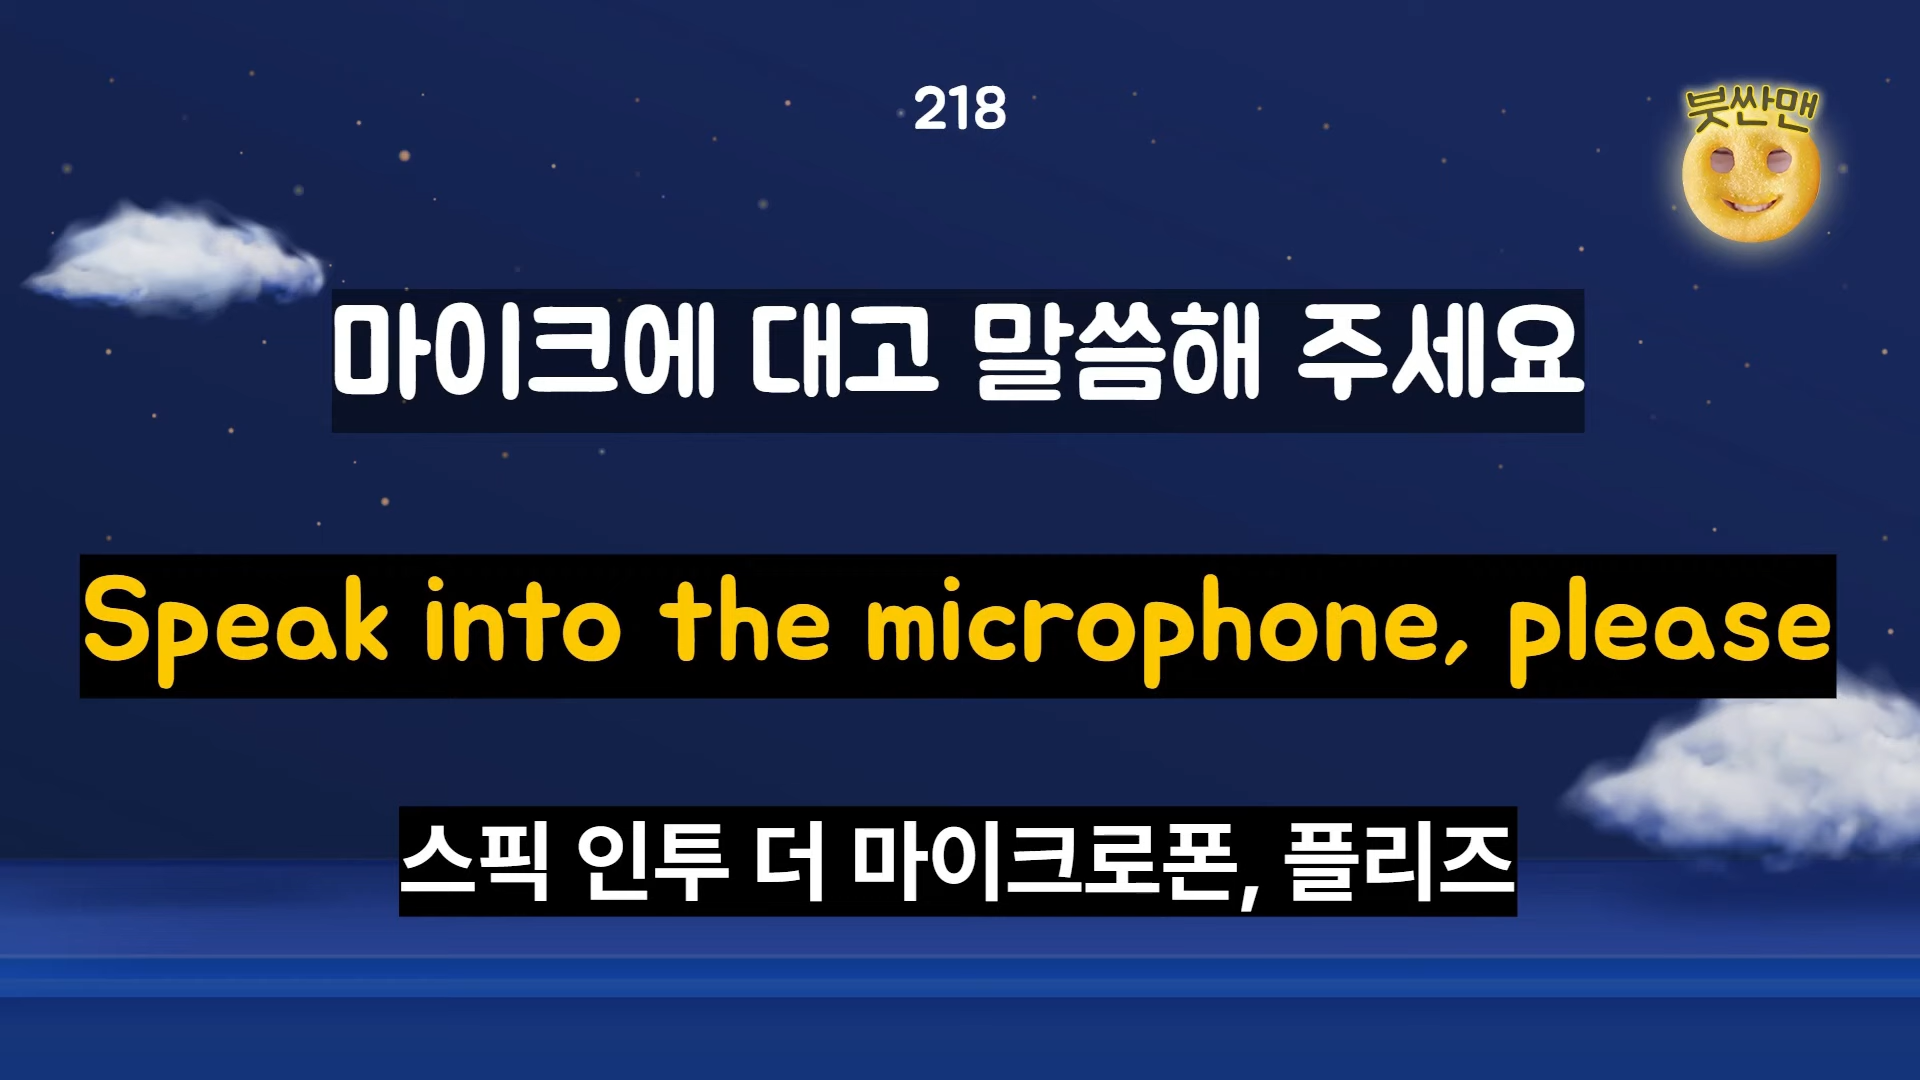 218
붓싼맨
마이크에 대고 말씀해 주세요
Speak into the microphone, please
스픽 인투 더 마이크로폰, 플리즈